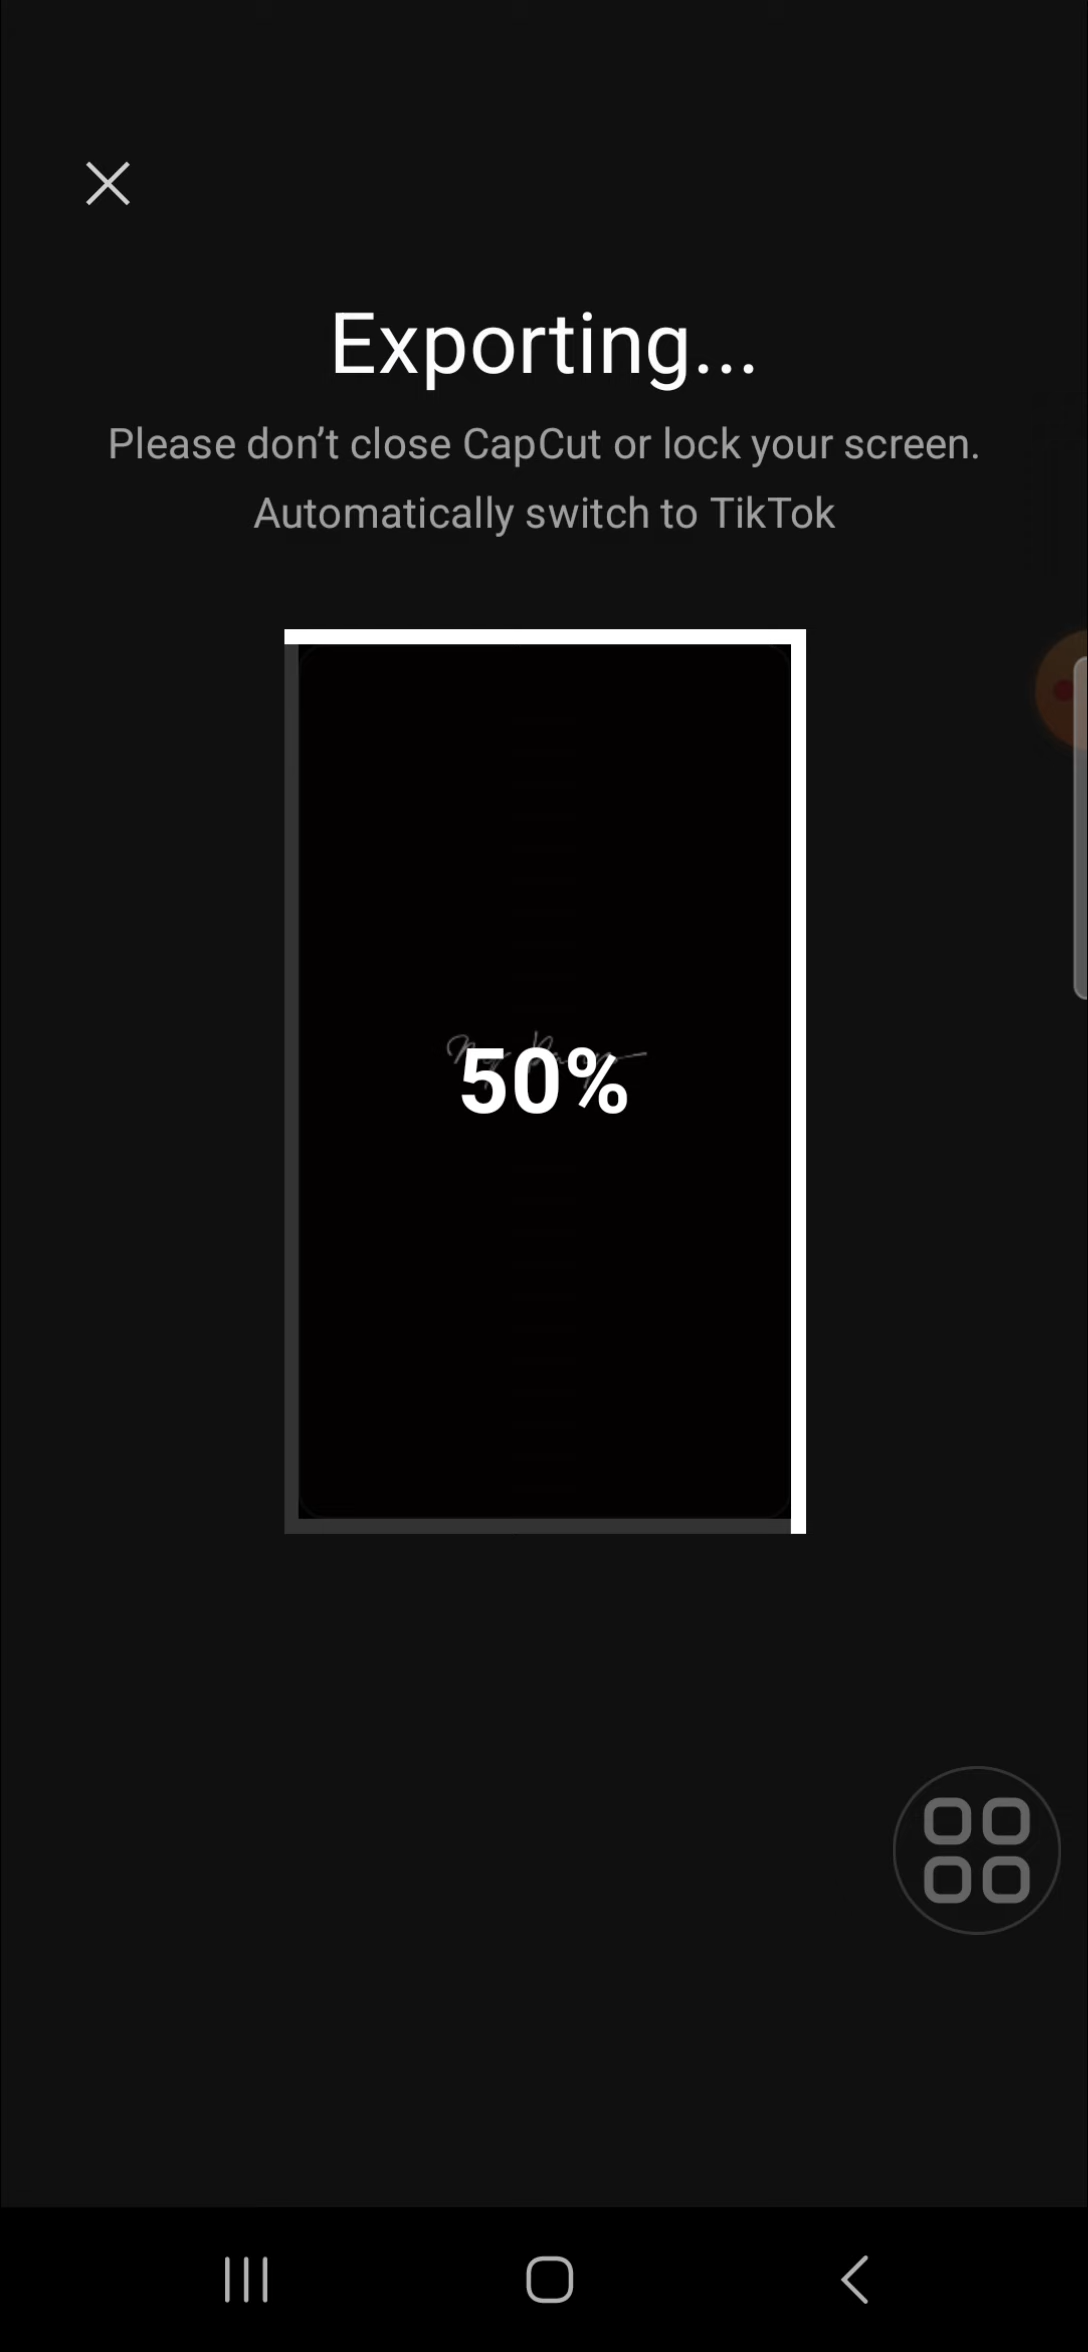 Exporting...
Please don’t close CapCut or lock your screen.
Automatically switch to TikTok
50%